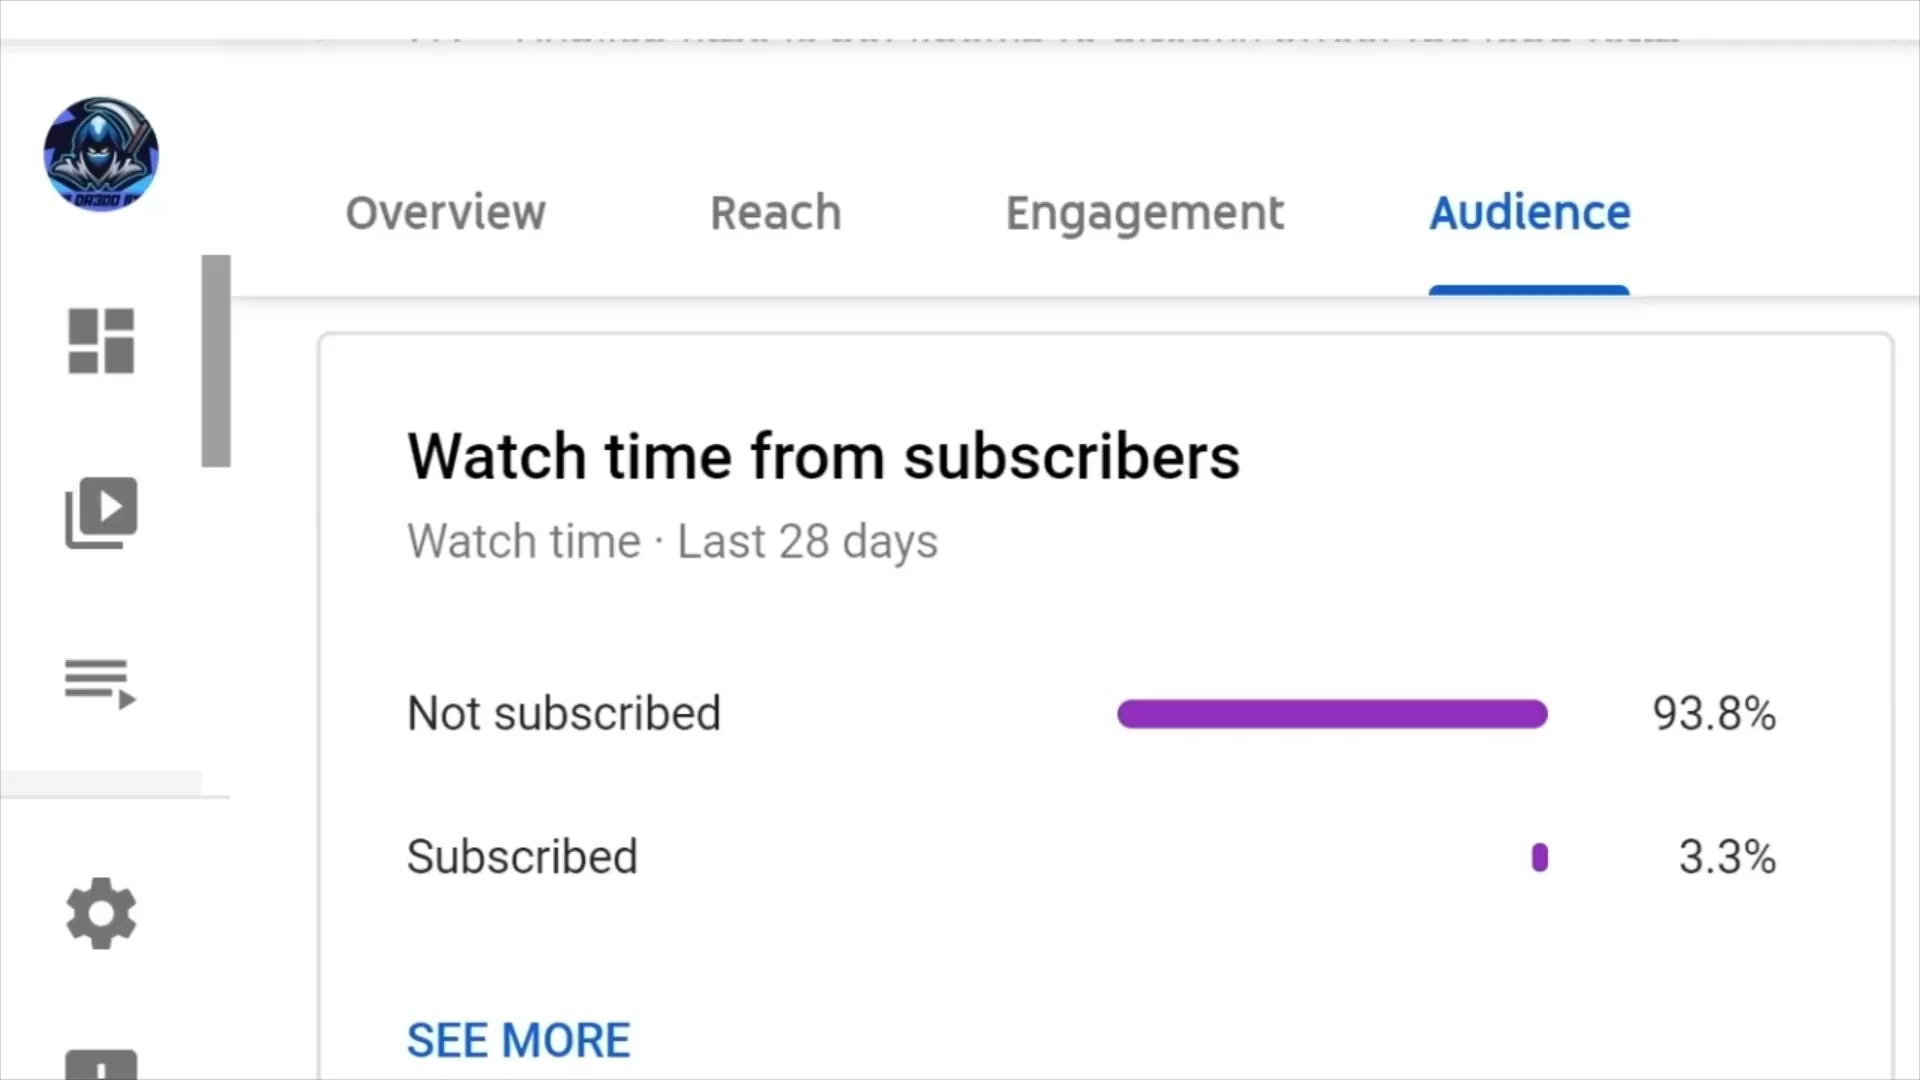 Overview Reach Engagement Audience
Watch time from subscribers
Watch time · Last 28 days
Not subscribed 93.8%
Subscribed 3.3%
SEE MORE